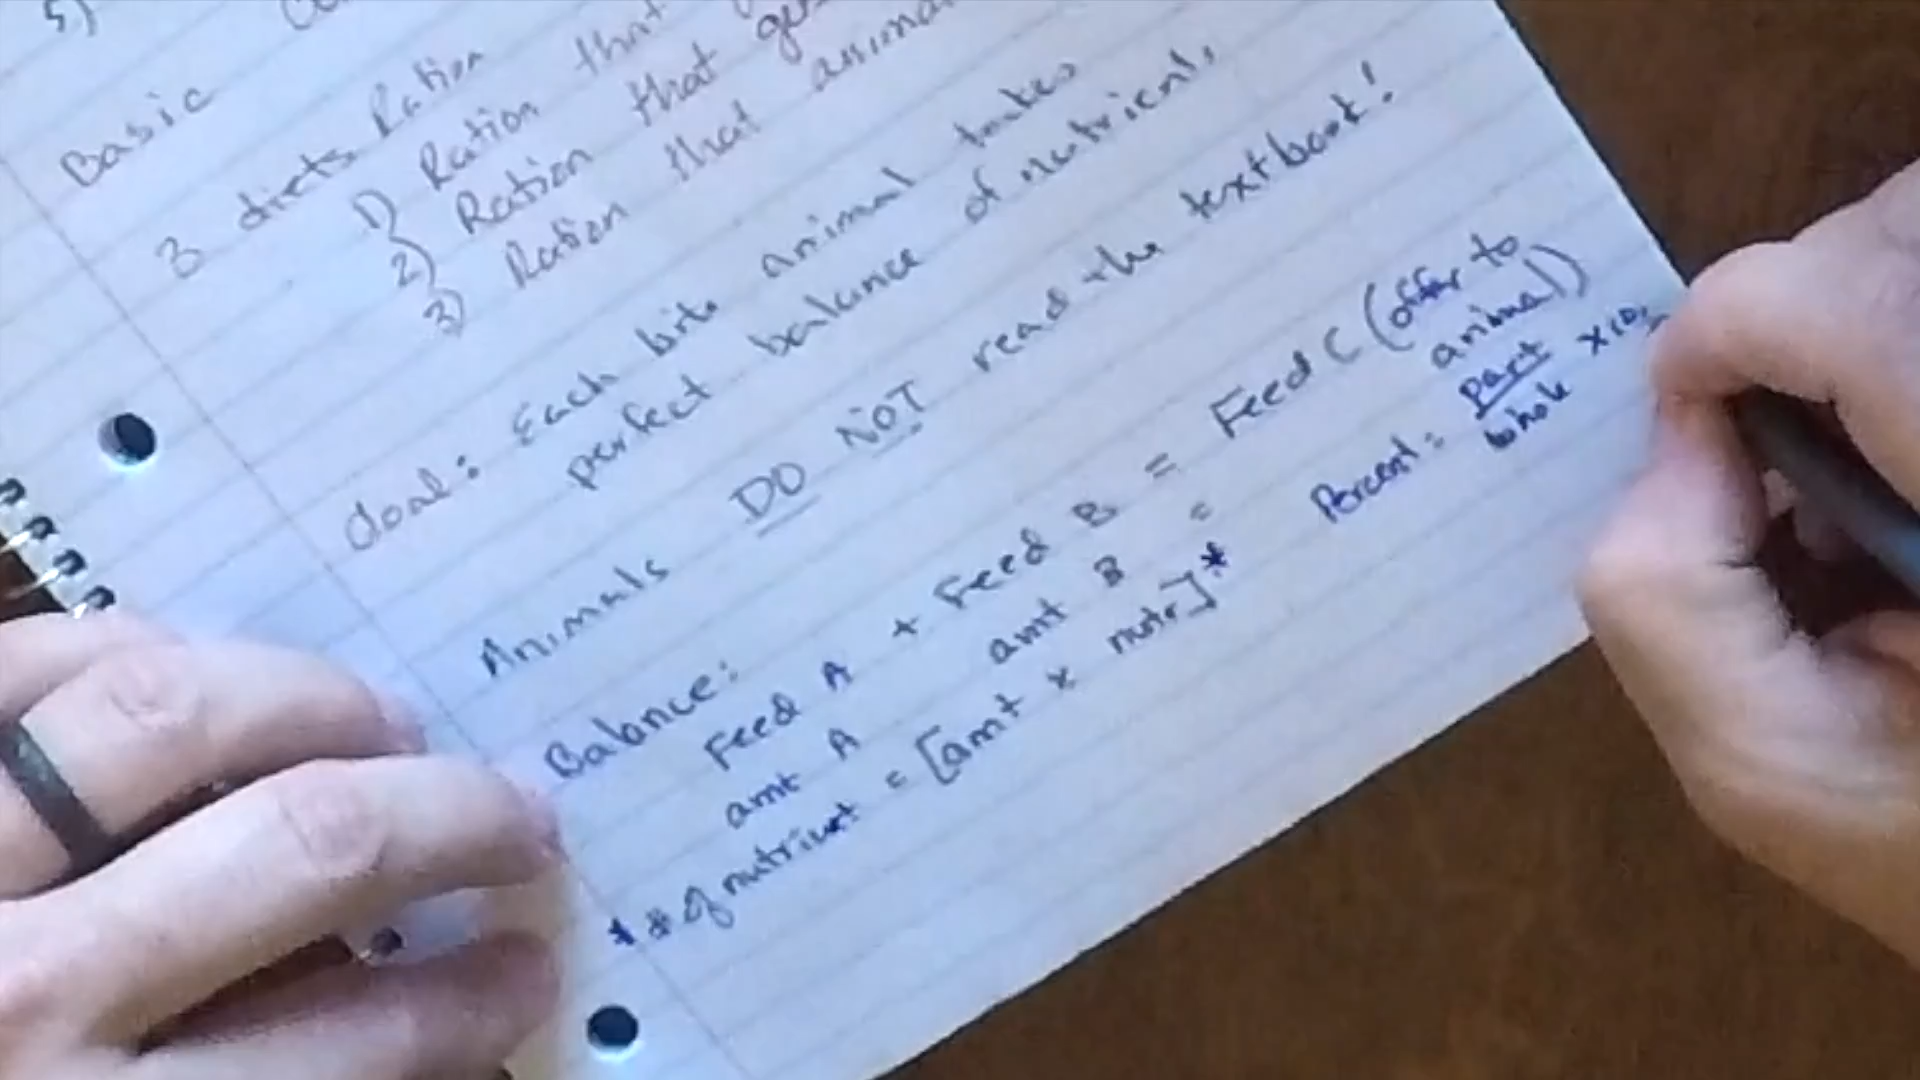 5)
Basic
3 diets Ration
1) Ration that
2) Ration that
3) Ration that animal
Goal: Each bite animal takes
perfect balance of nutrients
Animals DO NOT read the textbook!
Balance:
Feed A + Feed B = Feed C (offer to
animal)
amt A amt B =
* # of nutrient = [amt x nutr]*
Percent = part
whole
x 10